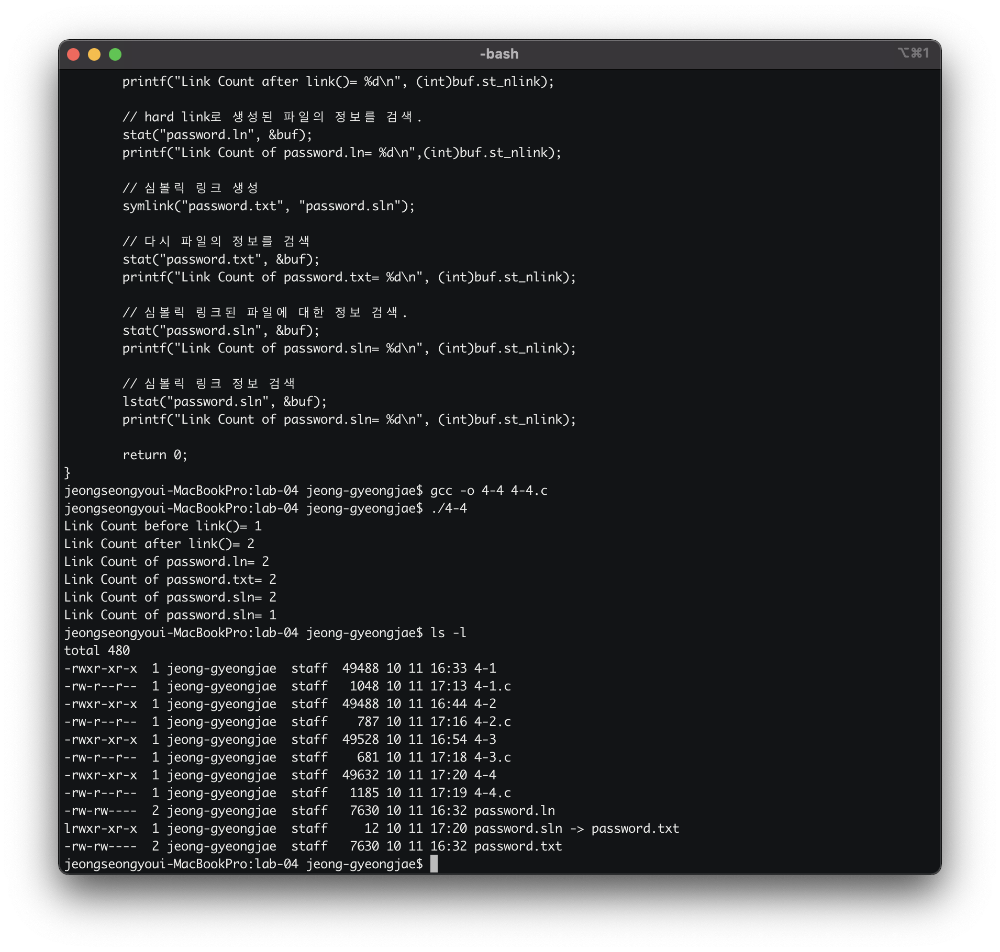 -bash
⌥⌘1
printf("Link Count after link()= %d\n", (int)buf.st_nlink);
// hard link로 생성된 파일의 정보를 검색.
stat("password.ln", &buf);
printf("Link Count of password.ln= %d\n",(int)buf.st_nlink);
// 심볼릭 링크 생성
symlink("password.txt", "password.sln");
// 다시 파일의 정보를 검색
stat("password.txt", &buf);
printf("Link Count of password.txt= %d\n", (int)buf.st_nlink);
// 심볼릭 링크된 파일에 대한 정보 검색.
stat("password.sln", &buf);
printf("Link Count of password.sln= %d\n", (int)buf.st_nlink);
// 심볼릭 링크 정보 검색
lstat("password.sln", &buf);
printf("Link Count of password.sln= %d\n", (int)buf.st_nlink);
return 0;
}
jeongseongyoui-MacBookPro:lab-04 jeong-gyeongjae$ gcc -o 4-4 4-4.c
jeongseongyoui-MacBookPro:lab-04 jeong-gyeongjae$ ./4-4
Link Count before link()= 1
Link Count after link()= 2
Link Count of password.ln= 2
Link Count of password.txt= 2
Link Count of password.sln= 2
Link Count of password.sln= 1
jeongseongyoui-MacBookPro:lab-04 jeong-gyeongjae$ ls -l
total 480
-rwxr-xr-x  1 jeong-gyeongjae  staff  49488 10 11 16:33 4-1
-rw-r--r--  1 jeong-gyeongjae  staff   1048 10 11 17:13 4-1.c
-rwxr-xr-x  1 jeong-gyeongjae  staff  49488 10 11 16:44 4-2
-rw-r--r--  1 jeong-gyeongjae  staff    787 10 11 17:16 4-2.c
-rwxr-xr-x  1 jeong-gyeongjae  staff  49528 10 11 16:54 4-3
-rw-r--r--  1 jeong-gyeongjae  staff    681 10 11 17:18 4-3.c
-rwxr-xr-x  1 jeong-gyeongjae  staff  49632 10 11 17:20 4-4
-rw-r--r--  1 jeong-gyeongjae  staff   1185 10 11 17:19 4-4.c
-rw-rw----  2 jeong-gyeongjae  staff   7630 10 11 16:32 password.ln
lrwxr-xr-x  1 jeong-gyeongjae  staff     12 10 11 17:20 password.sln -> password.txt
-rw-rw----  2 jeong-gyeongjae  staff   7630 10 11 16:32 password.txt
jeongseongyoui-MacBookPro:lab-04 jeong-gyeongjae$